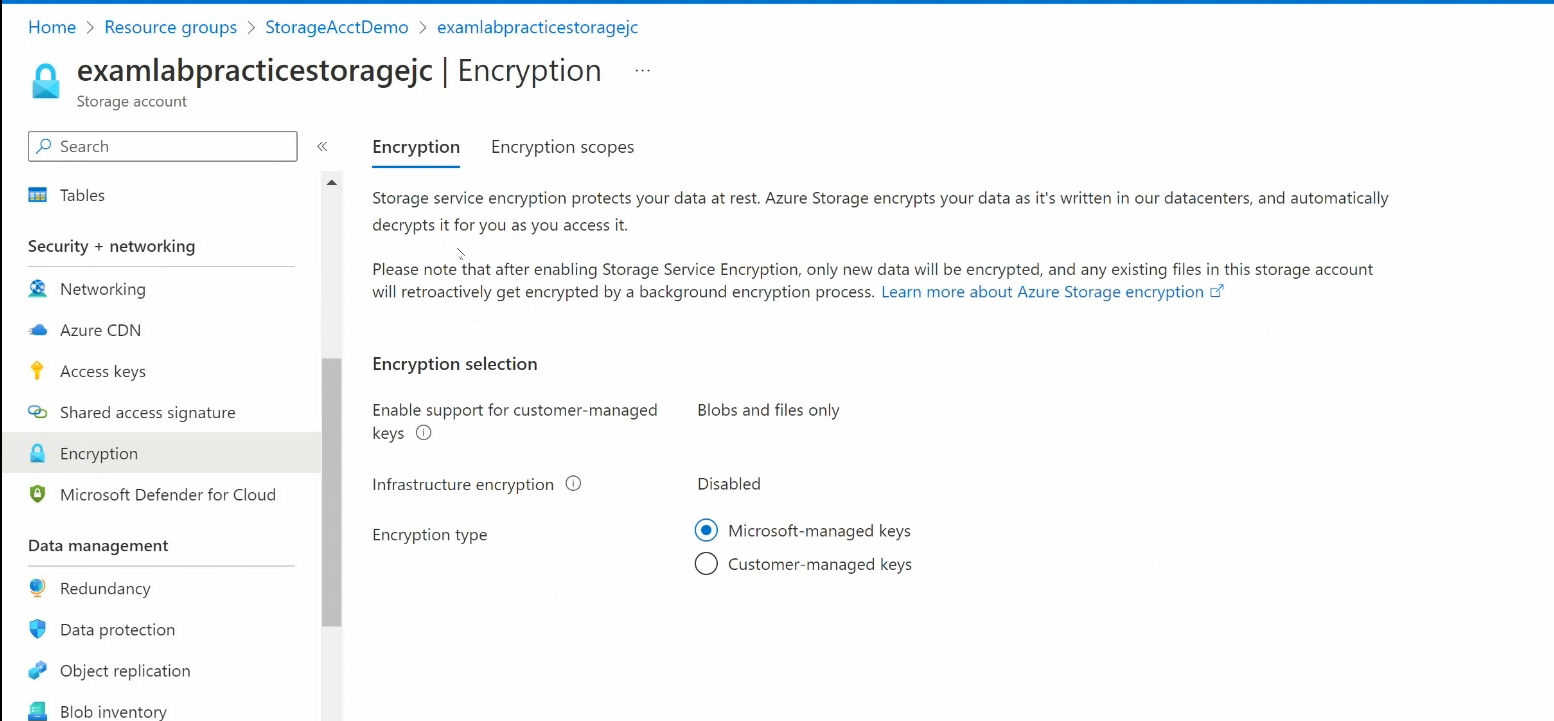 Home > Resource groups > StorageAcctDemo > examlabpracticestoragejc
examlabpracticestoragejc | Encryption ...
Storage account
Search
«
Tables
Security + networking
Networking
Azure CDN
Access keys
Shared access signature
Encryption
Microsoft Defender for Cloud
Data management
Redundancy
Data protection
Object replication
Blob inventory
Encryption Encryption scopes
Storage service encryption protects your data at rest. Azure Storage encrypts your data as it's written in our datacenters, and automatically
decrypts it for you as you access it.
Please note that after enabling Storage Service Encryption, only new data will be encrypted, and any existing files in this storage account
will retroactively get encrypted by a background encryption process. Learn more about Azure Storage encryption
Encryption selection
Enable support for customer-managed
keys
Blobs and files only
Infrastructure encryption Disabled
Encryption type
Microsoft-managed keys
Customer-managed keys